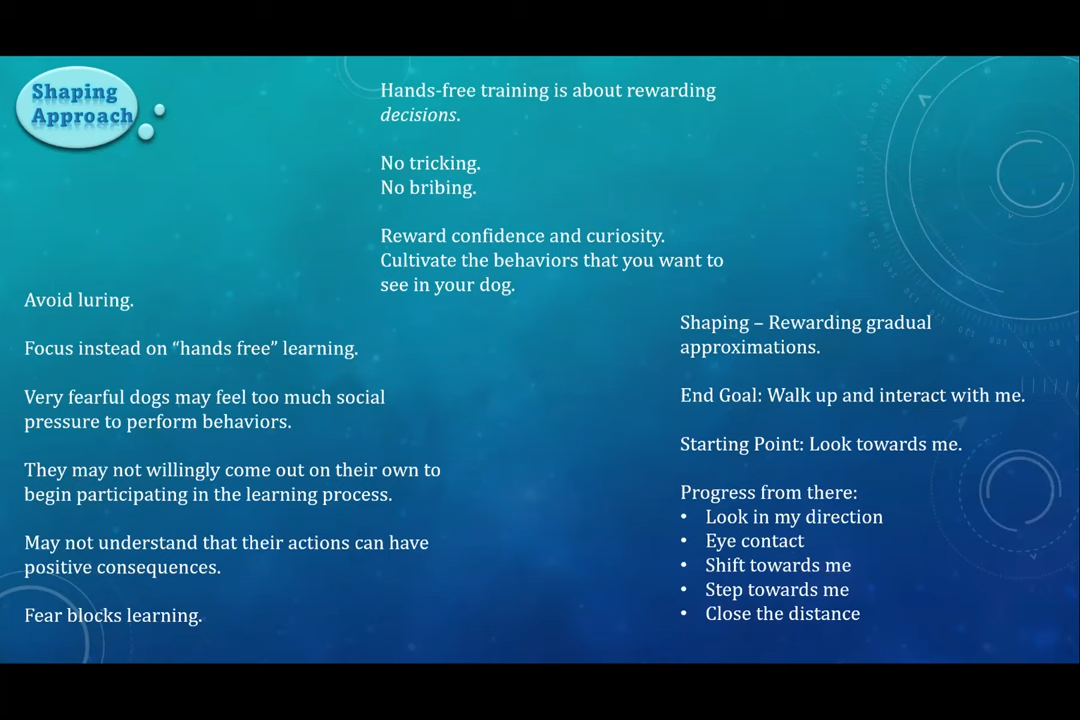 Shaping
Approach
Hands-free training is about rewarding
decisions.
No tricking.
No bribing.
Reward confidence and curiosity.
Cultivate the behaviors that you want to
see in your dog.
Avoid luring.
Focus instead on “hands free” learning.
Very fearful dogs may feel too much social
pressure to perform behaviors.
They may not willingly come out on their own to
begin participating in the learning process.
May not understand that their actions can have
positive consequences.
Fear blocks learning.
Shaping – Rewarding gradual
approximations.
End Goal: Walk up and interact with me.
Starting Point: Look towards me.
Progress from there:
• Look in my direction
• Eye contact
• Shift towards me
• Step towards me
• Close the distance